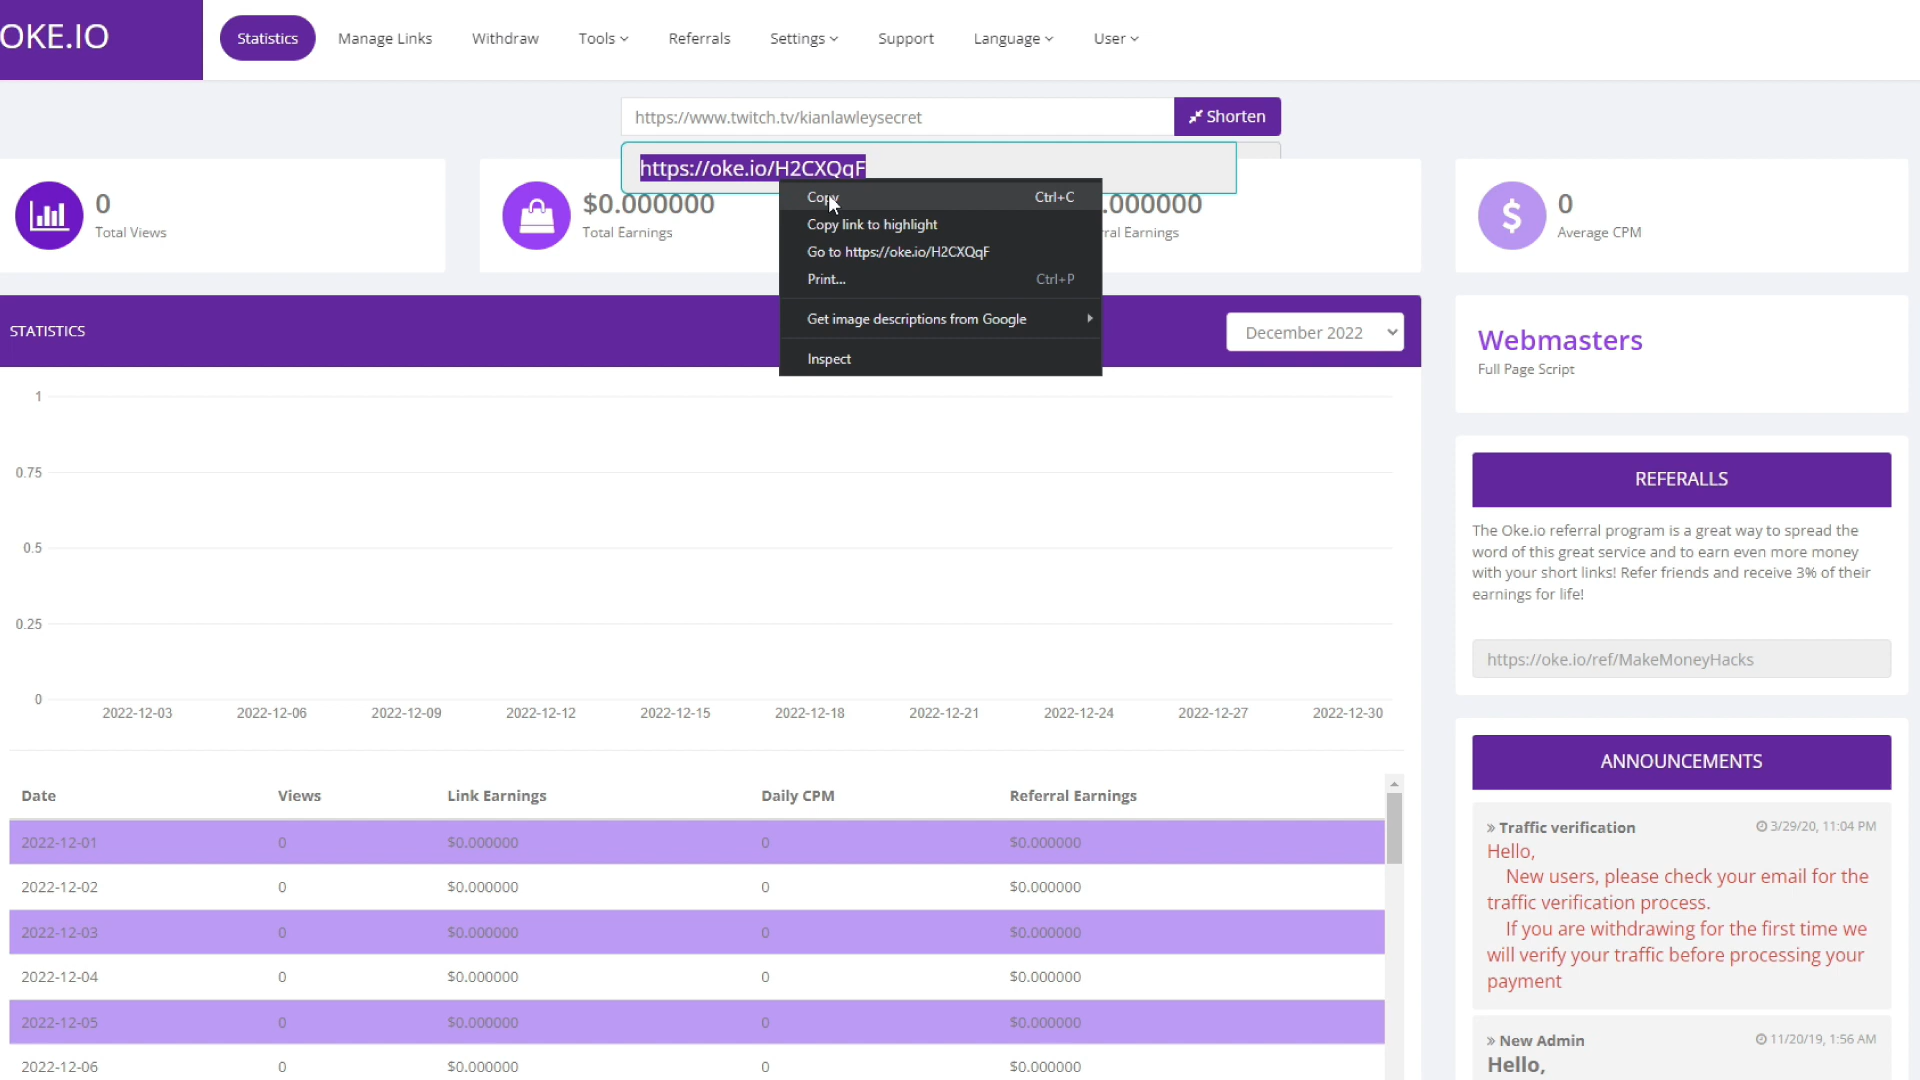 OKE.IO
Statistics
Manage Links
Withdraw
Tools
Referrals
Settings
Support
Language
User
https://www.twitch.tv/kianlawleysecret
Shorten
https://oke.io/H2CXQqF
0
Total Views
$0.000000
Total Earnings
.000000
ral Earnings
$
0
Average CPM
Copy Ctrl+C
Copy link to highlight
Go to https://oke.io/H2CXQqF
Print... Ctrl+P
Get image descriptions from Google
Inspect
STATISTICS
December 2022
1
0.75
0.5
0.25
0
2022-12-03 2022-12-06 2022-12-09 2022-12-12 2022-12-15 2022-12-18 2022-12-21 2022-12-24 2022-12-27 2022-12-30
Date Views Link Earnings Daily CPM Referral Earnings
2022-12-01 0 $0.000000 0 $0.000000
2022-12-02 0 $0.000000 0 $0.000000
2022-12-03 0 $0.000000 0 $0.000000
2022-12-04 0 $0.000000 0 $0.000000
2022-12-05 0 $0.000000 0 $0.000000
2022-12-06 0 $0.000000 0 $0.000000
Webmasters
Full Page Script
REFERALLS
The Oke.io referral program is a great way to spread the
word of this great service and to earn even more money
with your short links! Refer friends and receive 3% of their
earnings for life!
https://oke.io/ref/MakeMoneyHacks
ANNOUNCEMENTS
» Traffic verification 3/29/20, 11:04 PM
Hello,
New users, please check your email for the
traffic verification process.
If you are withdrawing for the first time we
will verify your traffic before processing your
payment
» New Admin 11/20/19, 1:56 AM
Hello,